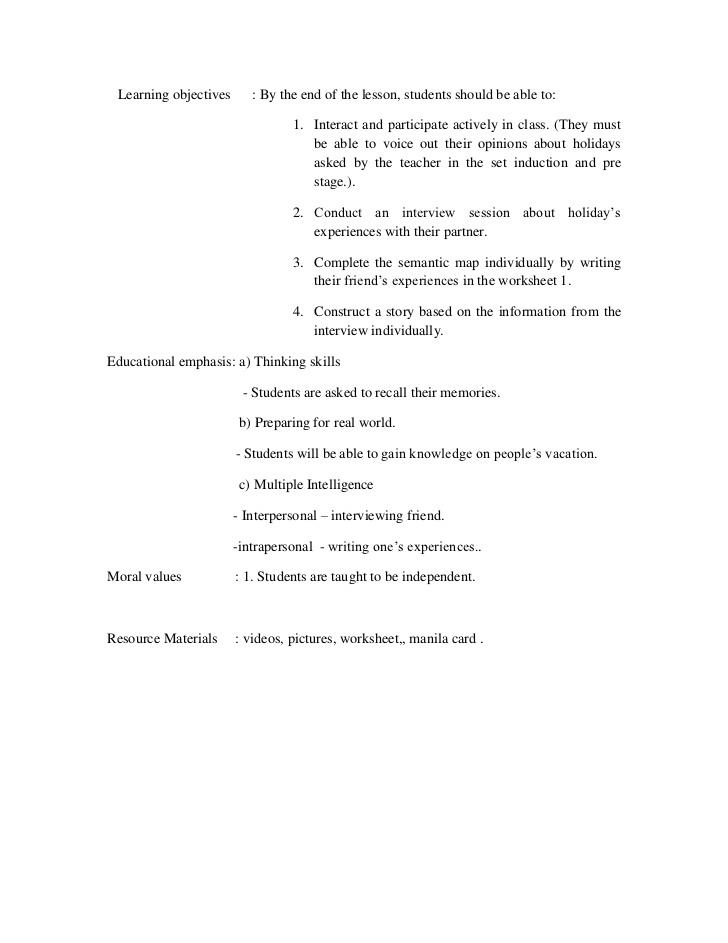 Learning objectives : By the end of the lesson, students should be able to:
1. Interact and participate actively in class. (They must
be able to voice out their opinions about holidays
asked by the teacher in the set induction and pre
stage.).
2. Conduct an interview session about holiday’s
experiences with their partner.
3. Complete the semantic map individually by writing
their friend’s experiences in the worksheet 1.
4. Construct a story based on the information from the
interview individually.
Educational emphasis: a) Thinking skills
- Students are asked to recall their memories.
b) Preparing for real world.
- Students will be able to gain knowledge on people’s vacation.
c) Multiple Intelligence
- Interpersonal – interviewing friend.
-intrapersonal - writing one’s experiences..
Moral values : 1. Students are taught to be independent.
Resource Materials : videos, pictures, worksheet,, manila card .